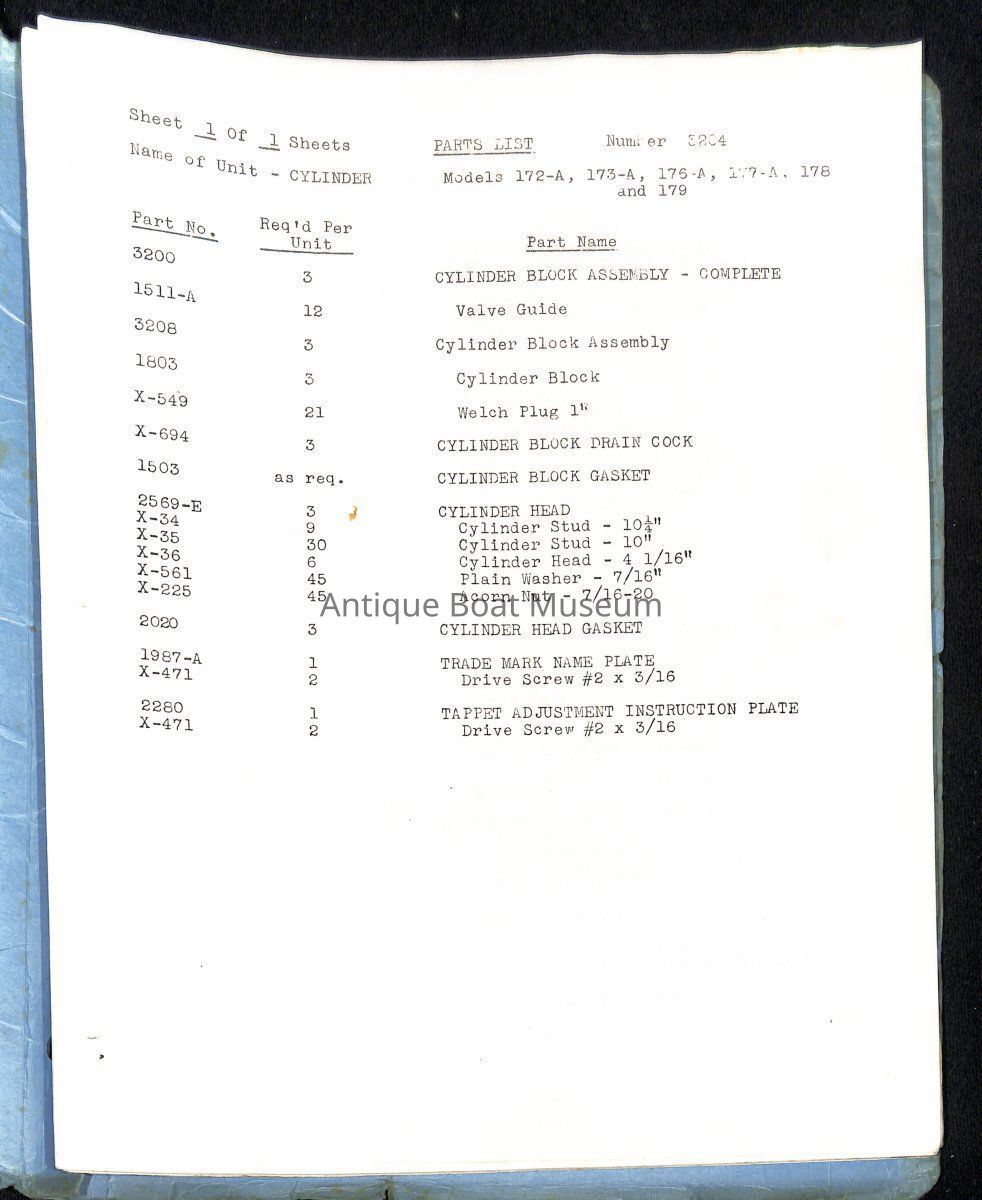 Sheet 1 Of 1 Sheets PARTS LIST Number 3204
Name of Unit - CYLINDER Models 172-A, 173-A, 176-A, 177-A, 178
and 179
Part No. Req'd Per
Unit Part Name
3200 3 CYLINDER BLOCK ASSEMBLY - COMPLETE
1511-A 12 Valve Guide
3208 3 Cylinder Block Assembly
1803 3 Cylinder Block
X-549 21 Welch Plug 1"
X-694 3 CYLINDER BLOCK DRAIN COCK
1503 as req. CYLINDER BLOCK GASKET
2569-E 3 CYLINDER HEAD
X-34 9 Cylinder Stud - 10¼"
X-35 30 Cylinder Stud - 10"
X-36 6 Cylinder Head - 4 1/16"
X-561 45 Plain Washer - 7/16"
X-225 45 Acorn Nut - 7/16-20
Antique Boat Museum
2020 3 CYLINDER HEAD GASKET
1987-A 1 TRADE MARK NAME PLATE
X-471 2 Drive Screw #2 x 3/16
2280 1 TAPPET ADJUSTMENT INSTRUCTION PLATE
X-471 2 Drive Screw #2 x 3/16